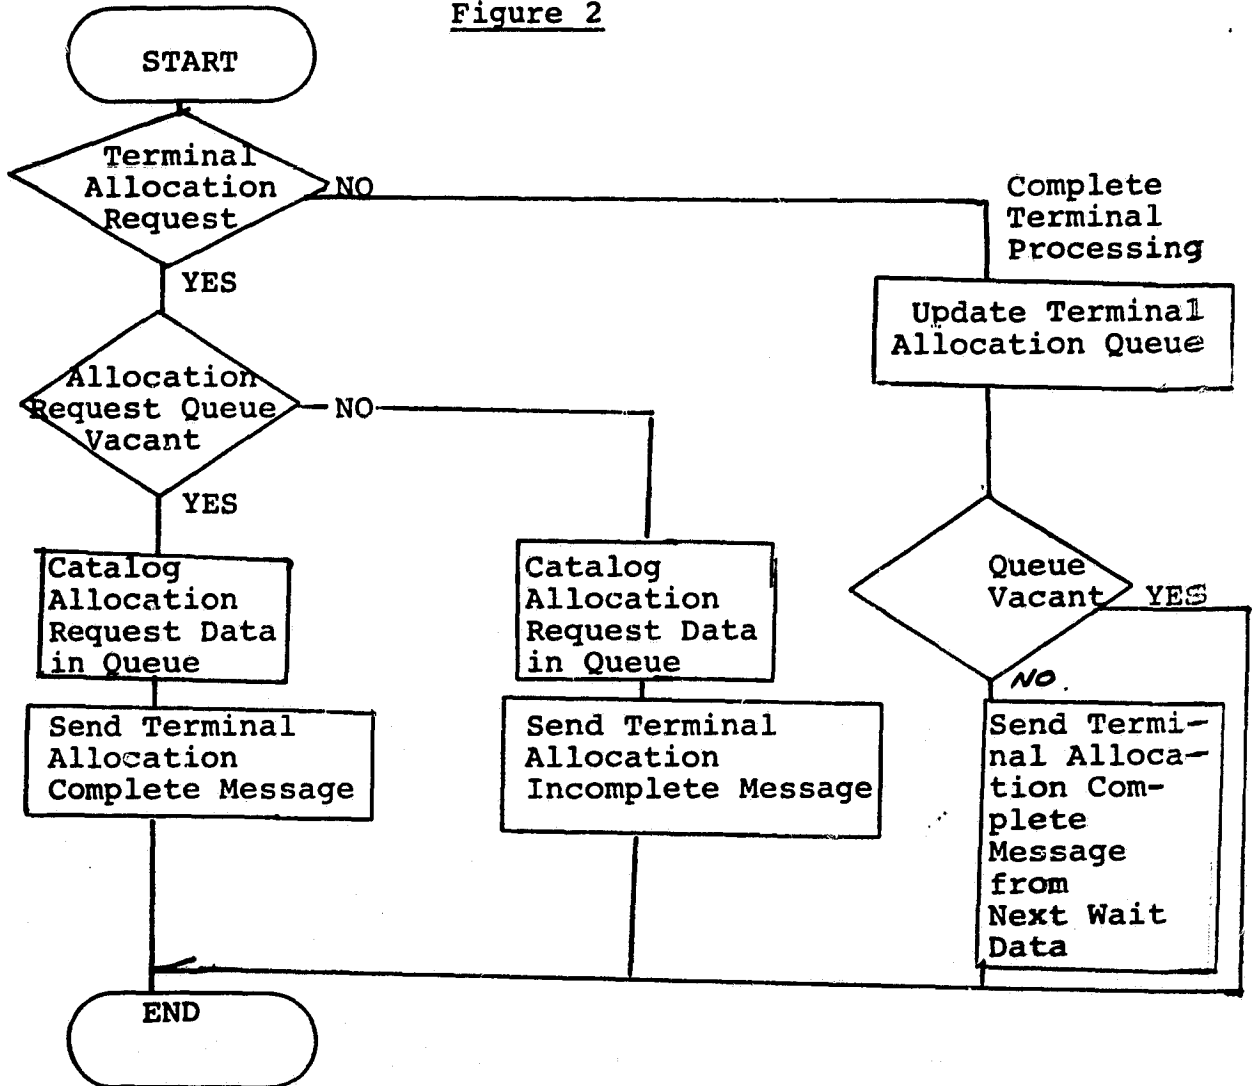 Figure 2
START
Terminal
Allocation
Request
NO
YES
Complete
Terminal
Processing
Update Terminal
Allocation Queue
Allocation
Request Queue
Vacant
NO
YES
Catalog
Allocation
Request Data
in Queue
Send Terminal
Allocation
Complete Message
Catalog
Allocation
Request Data
in Queue
Send Terminal
Allocation
Incomplete Message
Queue
Vacant
YES
NO.
Send Termi-
nal Alloca-
tion Com-
plete
Message
from
Next Wait
Data
END